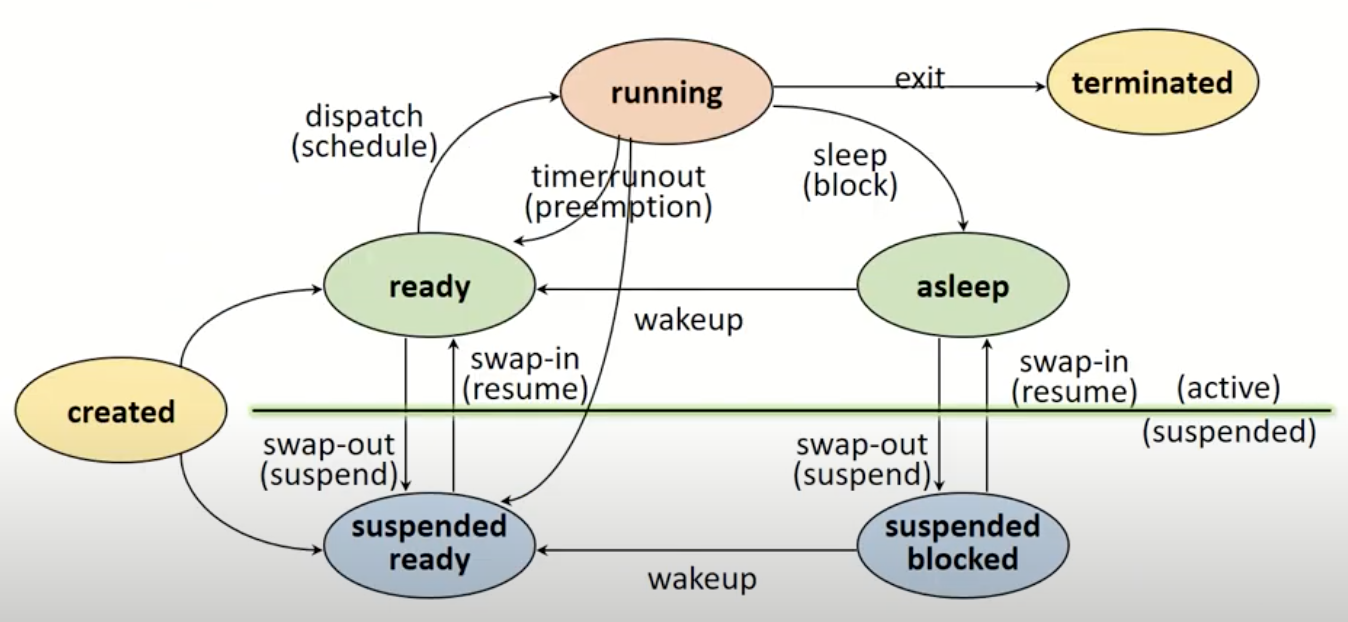 running
exit
terminated
dispatch
(schedule)
sleep
(block)
timerrunout
(preemption)
ready
asleep
wakeup
swap-in
(resume)
swap-in
(resume)
(active)
created
(suspended)
swap-out
(suspend)
swap-out
(suspend)
suspended
ready
suspended
blocked
wakeup